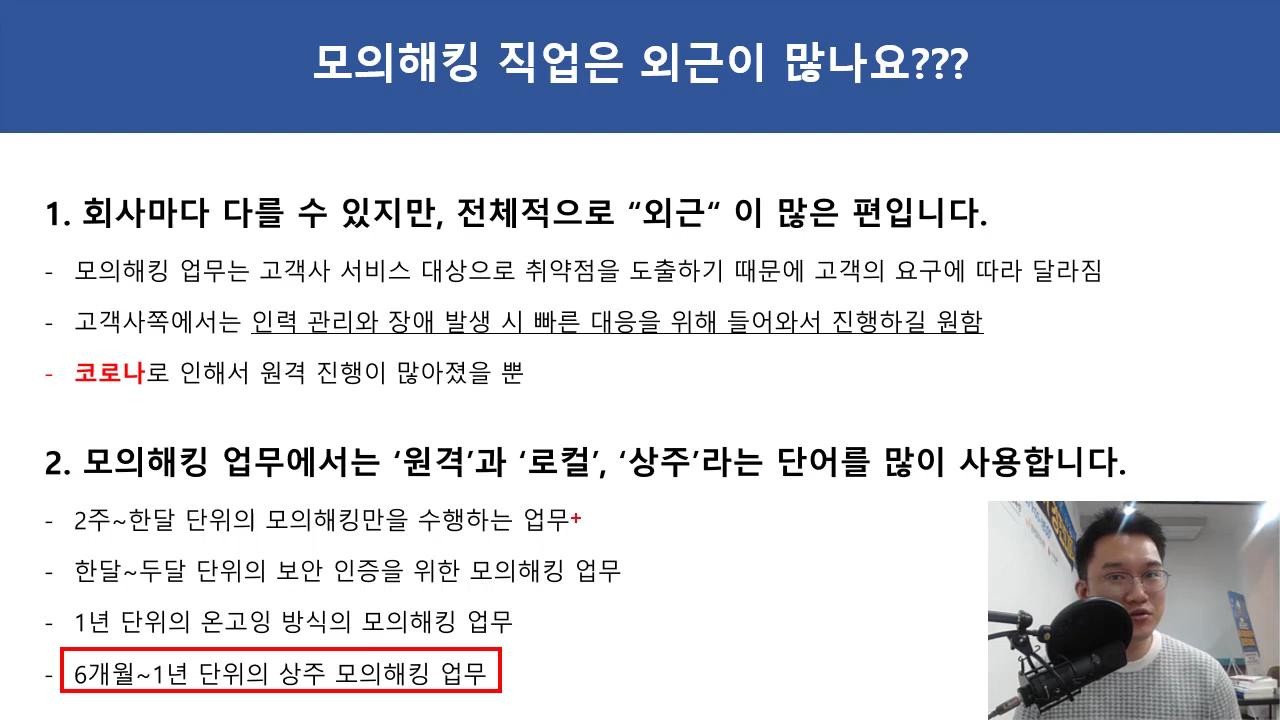 모의해킹 직업은 외근이 많나요???
1. 회사마다 다를 수 있지만, 전체적으로 “외근“ 이 많은 편입니다.
- 모의해킹 업무는 고객사 서비스 대상으로 취약점을 도출하기 때문에 고객의 요구에 따라 달라짐
- 고객사쪽에서는 인력 관리와 장애 발생 시 빠른 대응을 위해 들어와서 진행하길 원함
- 코로나로 인해서 원격 진행이 많아졌을 뿐
2. 모의해킹 업무에서는 ‘원격’과 ‘로컬’, ‘상주’라는 단어를 많이 사용합니다.
- 2주~한달 단위의 모의해킹만을 수행하는 업무+
- 한달~두달 단위의 보안 인증을 위한 모의해킹 업무
- 1년 단위의 온고잉 방식의 모의해킹 업무
- 6개월~1년 단위의 상주 모의해킹 업무